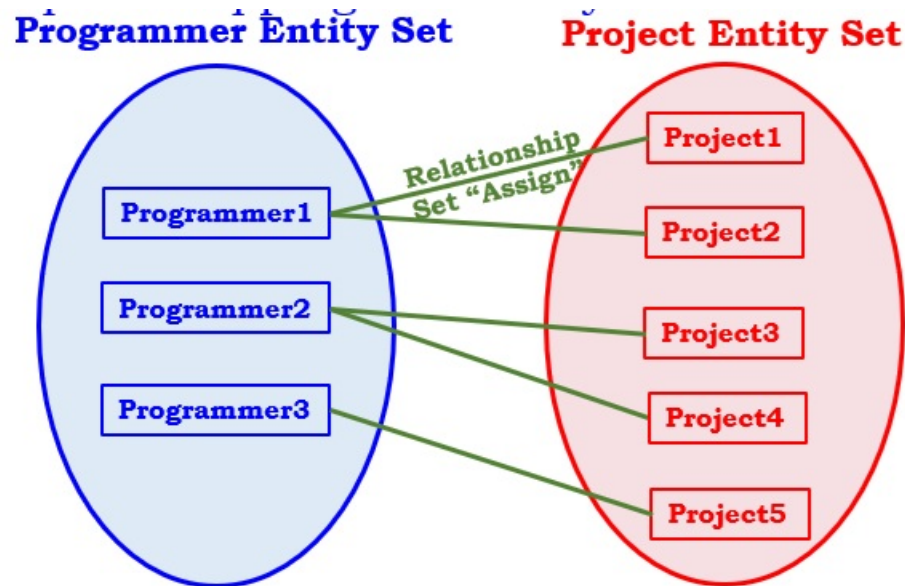 Programmer Entity Set
Project Entity Set
Relationship
Set “Assign”
Programmer1
Programmer2
Programmer3
Project1
Project2
Project3
Project4
Project5